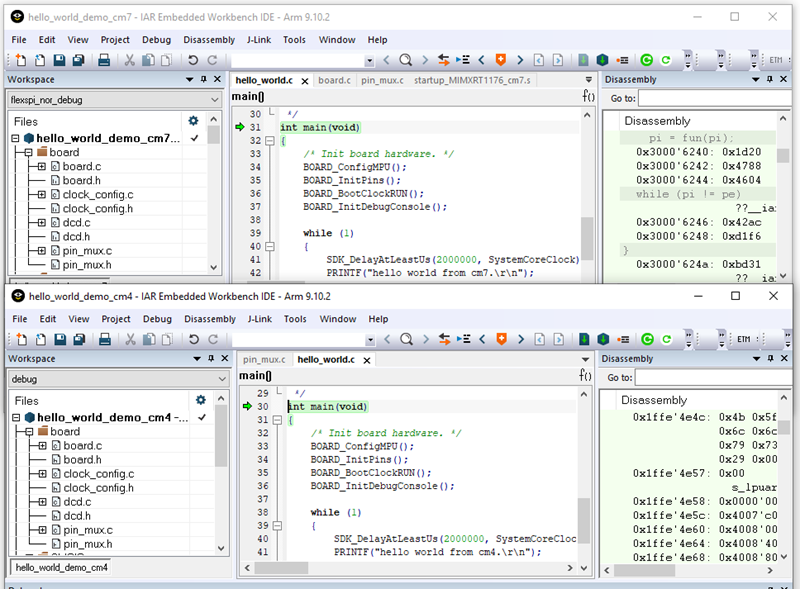 hello_world_demo_cm7 - IAR Embedded Workbench IDE - Arm 9.10.2
File Edit View Project Debug Disassembly J-Link Tools Window Help
ETM
Workspace
flexspi_nor_debug
Files
hello_world_demo_cm7...
board
board.c
board.h
clock_config.c
clock_config.h
dcd.c
dcd.h
pin_mux.c
pin_mux.h
hello_world.c board.c pin_mux.c startup_MIMXRT1176_cm7.s
main() f()
30 */
31 int main(void)
32 {
33 /* Init board hardware. */
34 BOARD_ConfigMPU();
35 BOARD_InitPins();
36 BOARD_BootClockRUN();
37 BOARD_InitDebugConsole();
38
39 while (1)
40 {
41 SDK_DelayAtLeastUs(2000000, SystemCoreClock)
42 PRINTF("hello world from cm7.\r\n");
Disassembly
Go to:
Disassembly
pi = fun(pi);
0x3000'6240: 0x1d20
0x3000'6242: 0x4788
0x3000'6244: 0x4604
while (pi != pe)
??__ia
0x3000'6246: 0x42ac
0x3000'6248: 0xd1f6
}
0x3000'624a: 0xbd31
hello_world_demo_cm4 - IAR Embedded Workbench IDE - Arm 9.10.2
File Edit View Project Debug Disassembly J-Link Tools Window Help
ETM
Workspace
debug
Files
hello_world_demo_cm4 -...
board
board.c
board.h
clock_config.c
clock_config.h
dcd.c
dcd.h
pin_mux.c
pin_mux.h
hello_world_demo_cm4
pin_mux.c hello_world.c
main() f()
29 */
30 int main(void)
31 {
32 /* Init board hardware. */
33 BOARD_ConfigMPU();
34 BOARD_InitPins();
35 BOARD_BootClockRUN();
36 BOARD_InitDebugConsole();
37
38 while (1)
39 {
40 SDK_DelayAtLeastUs(2000000, SystemCoreCloc
41 PRINTF("hello world from cm4.\r\n");
Disassembly
Go to:
Disassembly
0x1ffe'4e4c: 0x4b 0x5f
0x6c 0x6c
0x79 0x73
0x29 0x00
0x1ffe'4e57: 0x00
s_lpuar
0x1ffe'4e58: 0x0000'00
0x1ffe'4e5c: 0x4007'c0
0x1ffe'4e60: 0x4008'00
0x1ffe'4e64: 0x4008'40
0x1ffe'4e68: 0x4008'80